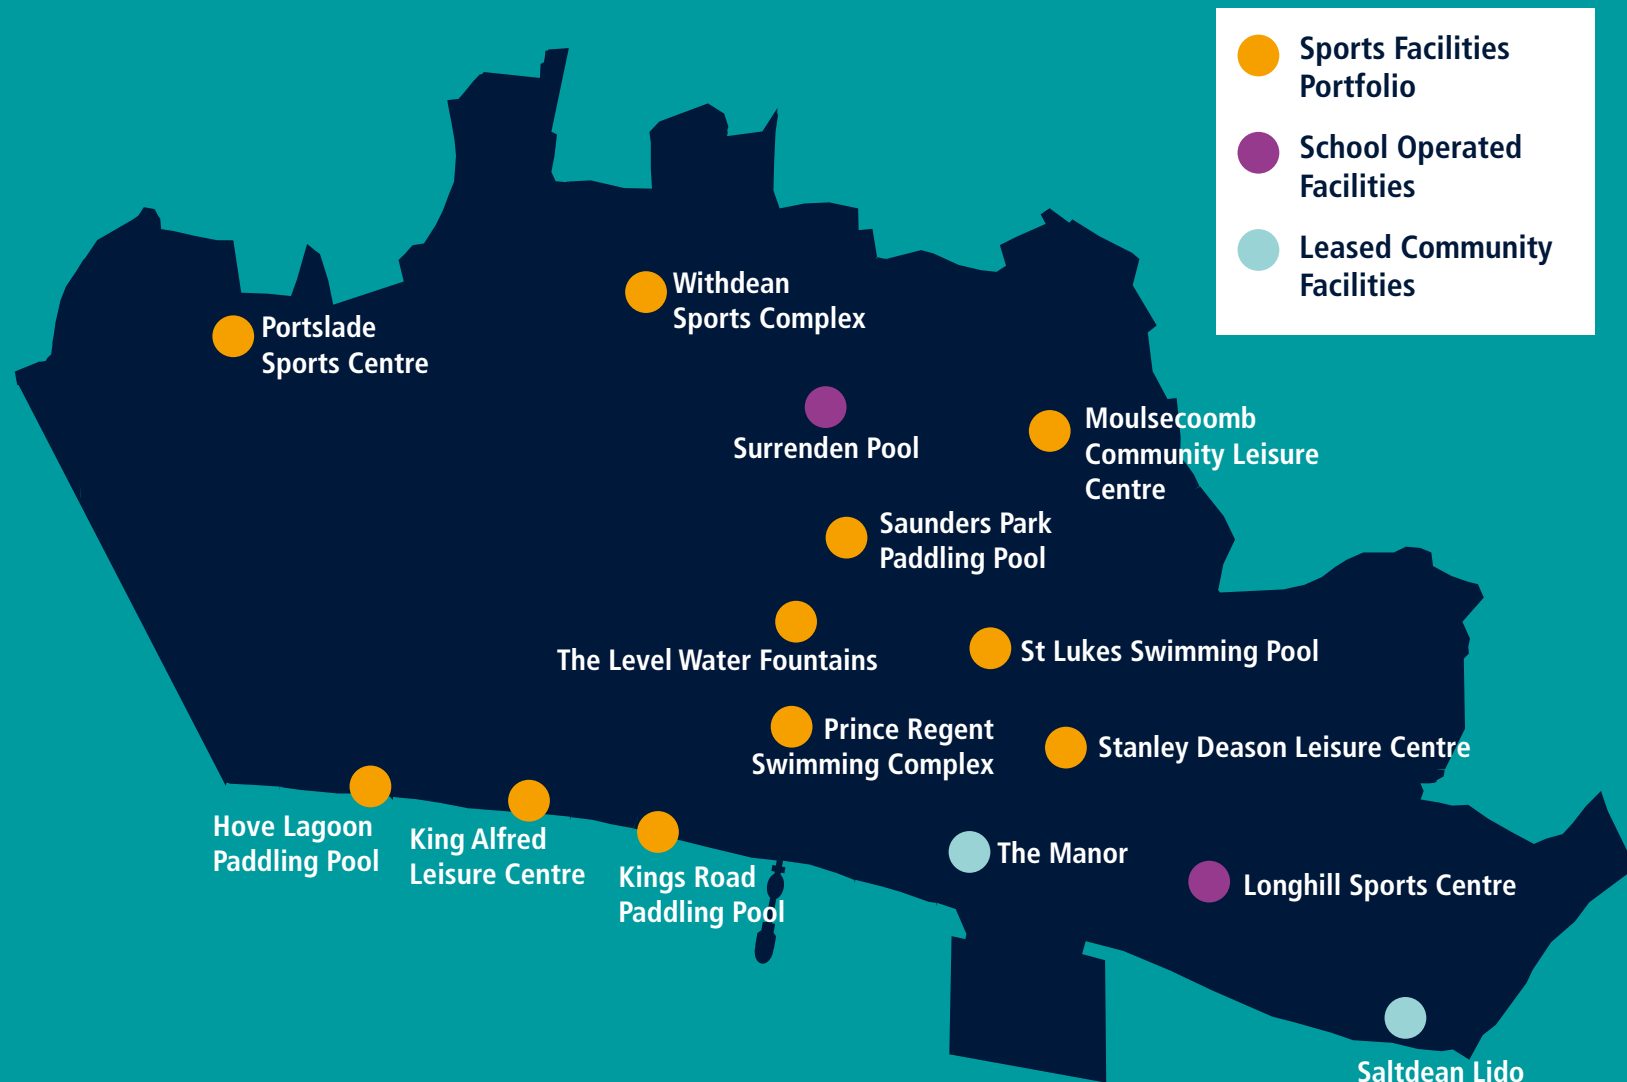 Sports Facilities
Portfolio
School Operated
Facilities
Leased Community
Facilities
Withdean
Sports Complex
Portslade
Sports Centre
Surrenden Pool
Moulsecoomb
Community Leisure
Centre
Saunders Park
Paddling Pool
The Level Water Fountains
St Lukes Swimming Pool
Prince Regent
Swimming Complex
Stanley Deason Leisure Centre
Hove Lagoon
Paddling Pool
King Alfred
Leisure Centre
Kings Road
Paddling Pool
The Manor
Longhill Sports Centre
Saltdean Lido